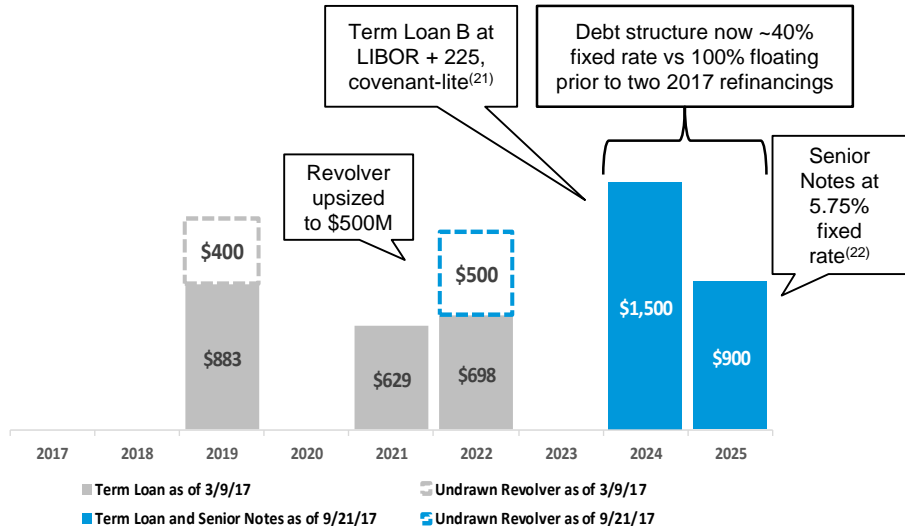 Term Loan B at
LIBOR + 225,
covenant-lite(21)
Debt structure now ~40%
fixed rate vs 100% floating
prior to two 2017 refinancings
Revolver
upsized
to $500M
Senior
Notes at
5.75%
fixed
rate(22)
$400
$883
$629
$500
$698
$1,500
$900
2017 2018 2019 2020 2021 2022 2023 2024 2025
Term Loan as of 3/9/17 Undrawn Revolver as of 3/9/17
Term Loan and Senior Notes as of 9/21/17 Undrawn Revolver as of 9/21/17